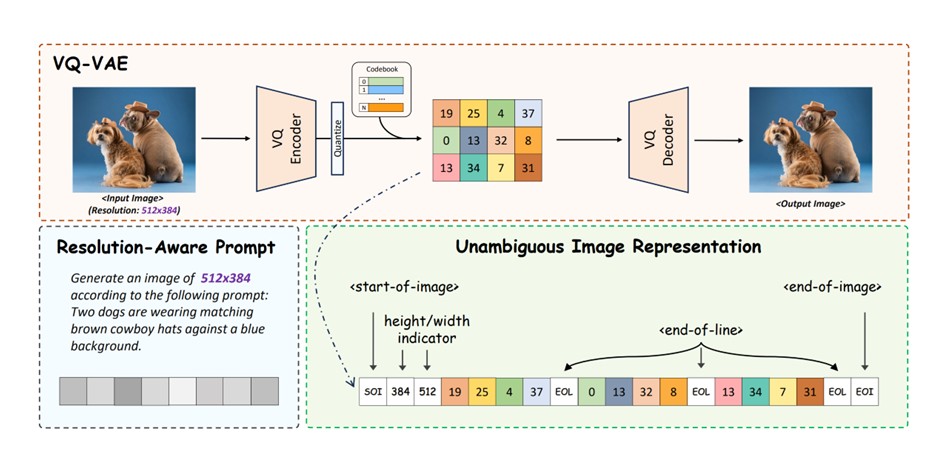 VQ-VAE
Codebook
0
1
...
N
VQ
Encoder
Quantize
19 25 4 37
0 13 32 8
13 34 7 31
VQ
Decoder
<Input Image>
(Resolution: 512x384)
<Output Image>
Resolution-Aware Prompt
Generate an image of 512x384
according to the following prompt:
Two dogs are wearing matching
brown cowboy hats against a blue
background.
Unambiguous Image Representation
<start-of-image>
<end-of-image>
height/width
indicator
<end-of-line>
SOI 384 512 19 25 4 37 EOL 0 13 32 8 EOL 13 34 7 31 EOL EOI